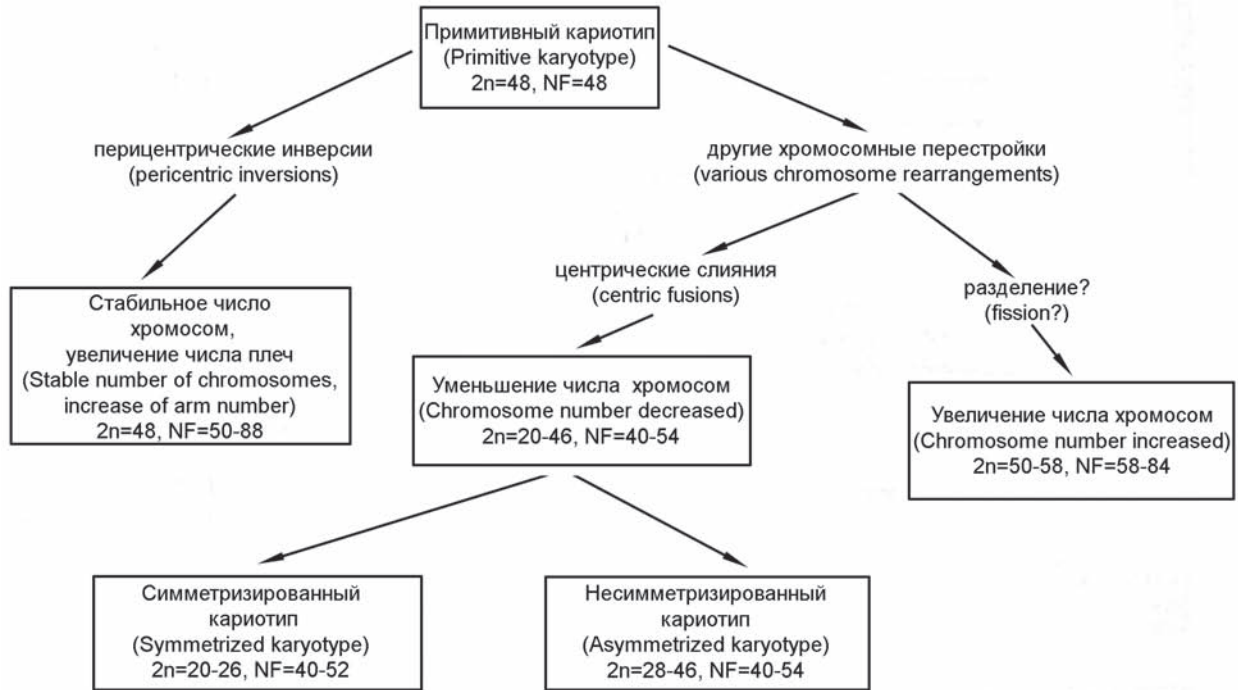 Примитивный кариотип
(Primitive karyotype)
2n=48, NF=48
перицентрические инверсии
(pericentric inversions)
другие хромосомные перестройки
(various chromosome rearrangements)
центрические слияния
(centric fusions)
разделение?
(fission?)
Стабильное число
хромосом,
увеличение числа плеч
(Stable number of chromosomes,
increase of arm number)
2n=48, NF=50-88
Уменьшение числа хромосом
(Chromosome number decreased)
2n=20-46, NF=40-54
Увеличение числа хромосом
(Chromosome number increased)
2n=50-58, NF=58-84
Симметризированный
кариотип
(Symmetrized karyotype)
2n=20-26, NF=40-52
Несимметризированный
кариотип
(Asymmetrized karyotype)
2n=28-46, NF=40-54